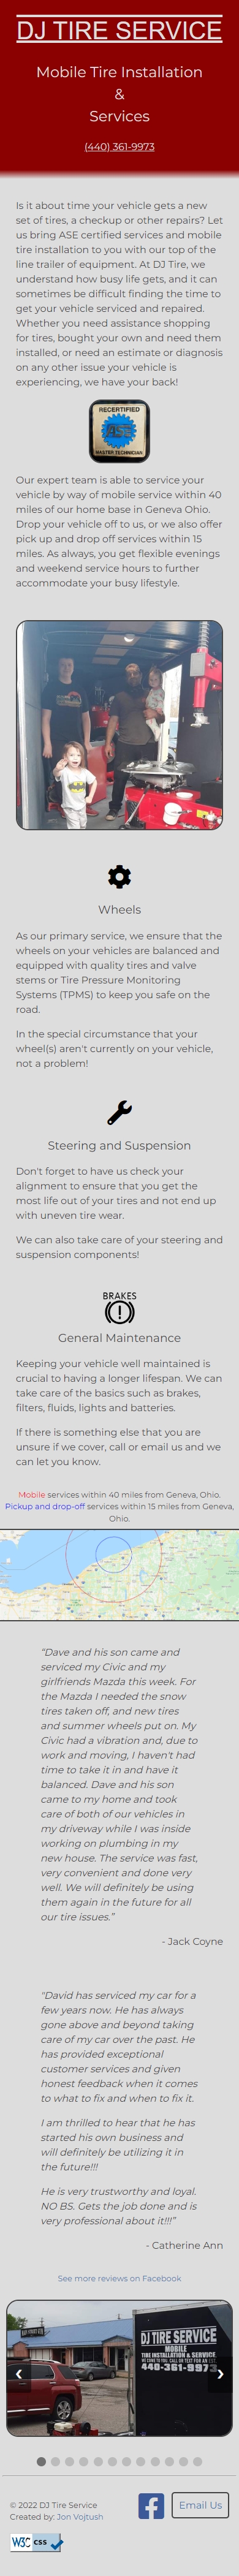 DJ TIRE SERVICE
Mobile Tire Installation
&
Services
(440) 361-9973
Is it about time your vehicle gets a new
set of tires, a checkup or other repairs? Let
us bring ASE certified services and mobile
tire installation to you with our top of the
line trailer of equipment. At DJ Tire, we
understand how busy life gets, and it can
sometimes be difficult finding the time to
get your vehicle serviced and repaired.
Whether you need assistance shopping
for tires, bought your own and need them
installed, or need an estimate or diagnosis
on any other issue your vehicle is
experiencing, we have your back!
RECERTIFIED
ASE
MASTER TECHNICIAN
Our expert team is able to service your
vehicle by way of mobile service within 40
miles of our home base in Geneva Ohio.
Drop your vehicle off to us, or we also offer
pick up and drop off services within 15
miles. As always, you get flexible evenings
and weekend service hours to further
accommodate your busy lifestyle.
Wheels
As our primary service, we ensure that the
wheels on your vehicles are balanced and
equipped with quality tires and valve
stems or Tire Pressure Monitoring
Systems (TPMS) to keep you safe on the
road.
In the special circumstance that your
wheel(s) aren't currently on your vehicle,
not a problem!
Steering and Suspension
Don't forget to have us check your
alignment to ensure that you get the
most life out of your tires and not end up
with uneven tire wear.
We can also take care of your steering and
suspension components!
BRAKES
General Maintenance
Keeping your vehicle well maintained is
crucial to having a longer lifespan. We can
take care of the basics such as brakes,
filters, fluids, lights and batteries.
If there is something else that you are
unsure if we cover, call or email us and we
can let you know.
Mobile services within 40 miles from Geneva, Ohio.
Pickup and drop-off services within 15 miles from Geneva,
Ohio.
"Dave and his son came and
serviced my Civic and my
girlfriends Mazda this week. For
the Mazda I needed the snow
tires taken off, and new tires
and summer wheels put on. My
Civic had a vibration and, due to
work and moving, I haven't had
time to take it in and have it
balanced. Dave and his son
came to my home and took
care of both of our vehicles in
my driveway while I was inside
working on plumbing in my
new house. The service was fast,
very convenient and done very
well. We will definitely be using
them again in the future for all
our tire issues."
- Jack Coyne
"David has serviced my car for a
few years now. He has always
gone above and beyond taking
care of my car over the past. He
has provided exceptional
customer services and given
honest feedback when it comes
to what to fix and when to fix it.
I am thrilled to hear that he has
started his own business and
will definitely be utilizing it in
the future!!!
He is very trustworthy and loyal.
NO BS. Gets the job done and is
very professional about it!!!"
- Catherine Ann
See more reviews on Facebook
DJ TIRE SERVICE
MOBILE
TIRE INSTALLATION & SERVICES
440-361-9973
© 2022 DJ Tire Service
Created by: Jon Vojtush
Email Us
W3C css